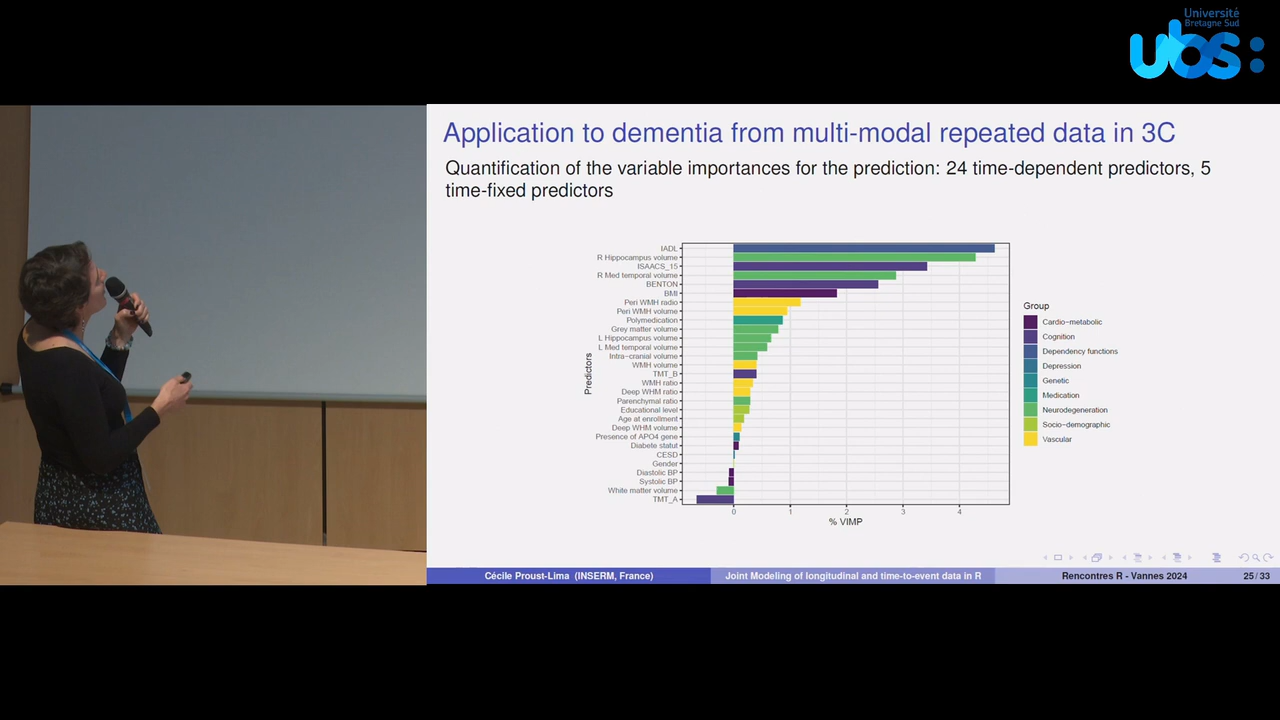 Université
Bretagne Sud
ubs:
Application to dementia from multi-modal repeated data in 3C
Quantification of the variable importances for the prediction: 24 time-dependent predictors, 5
time-fixed predictors
Predictors
IADL
R Hippocampus volume
ISAACS_15
R Med temporal volume
BENTON
BMI
Peri WMH radio
Peri WMH volume
Polymedication
Grey matter volume
L Hippocampus volume
L Med temporal volume
Intra-cranial volume
WMH volume
TMT_B
WMH ratio
Deep WHM ratio
Parenchymal ratio
Educational level
Age at enrollment
Deep WHM volume
Presence of APO4 gene
Diabete statut
CESD
Gender
Diastolic BP
Systolic BP
White matter volume
TMT_A
0 1 2 3 4
% VIMP
Group
Cardio-metabolic
Cognition
Dependency functions
Depression
Genetic
Medication
Neurodegeneration
Socio-demographic
Vascular
Cécile Proust-Lima (INSERM, France)
Joint Modeling of longitudinal and time-to-event data in R
Rencontres R - Vannes 2024
25 / 33